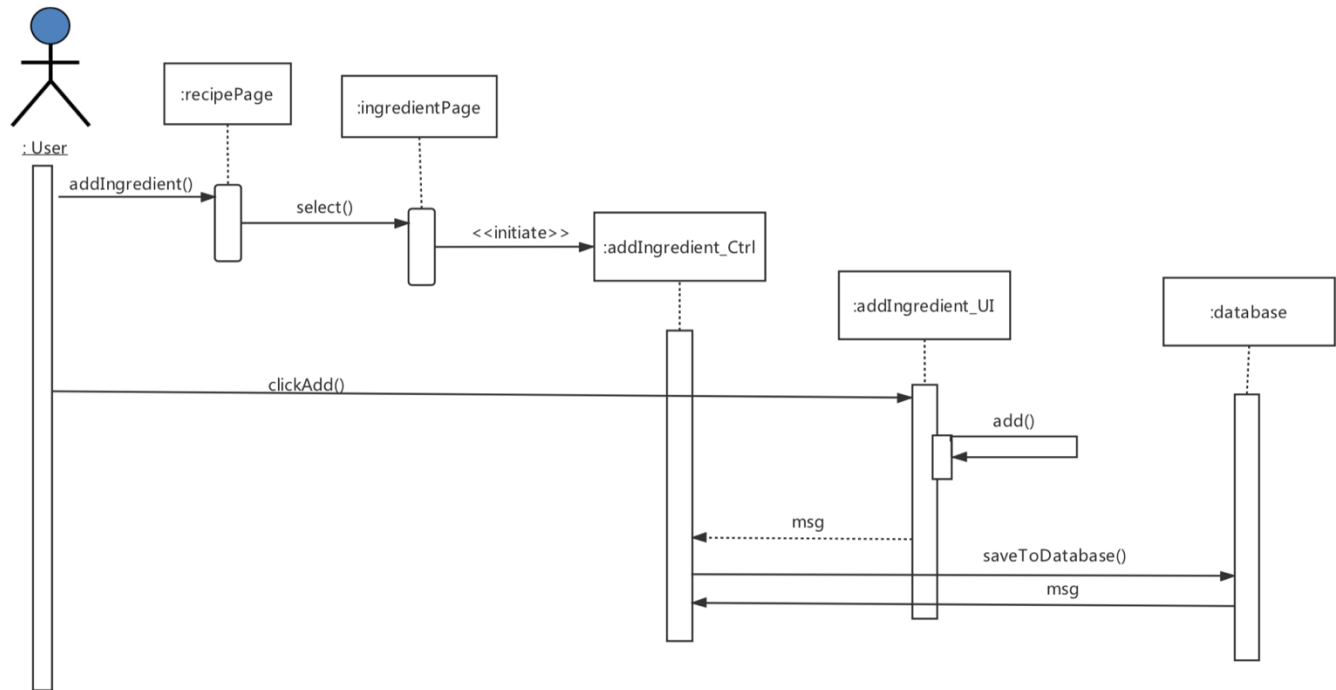 :recipePage
:ingredientPage
: User
addIngredient()
select()
<<initiate>>
:addIngredient_Ctrl
:addIngredient_UI
:database
clickAdd()
add()
msg
saveToDatabase()
msg